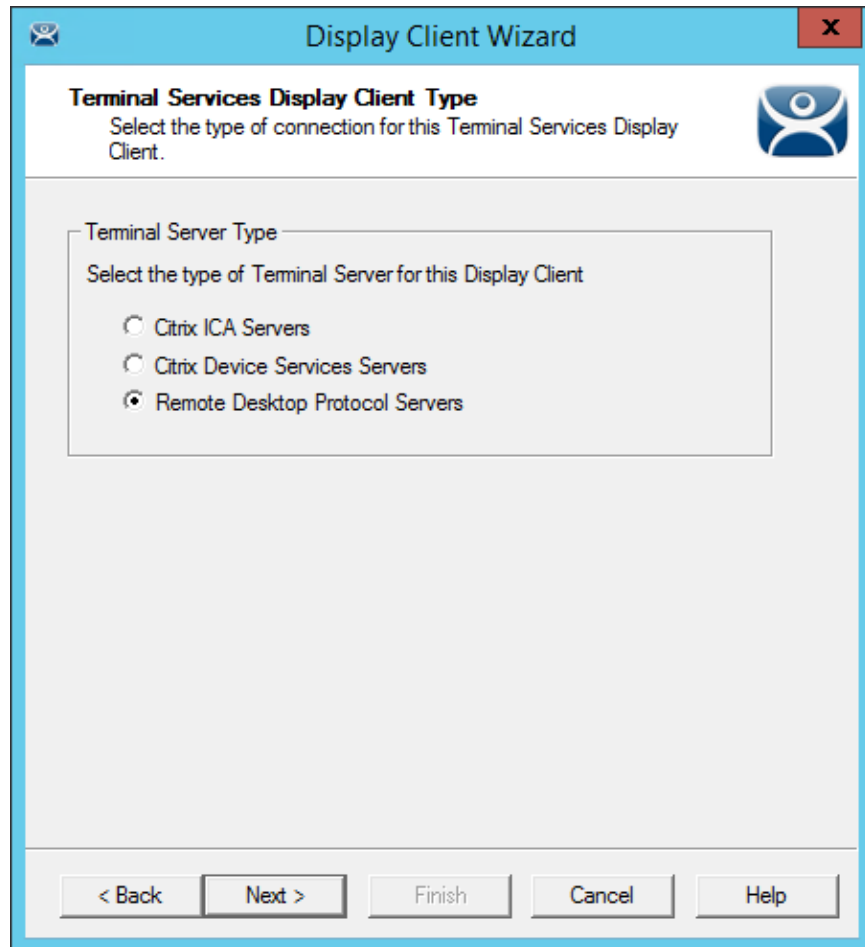 Display Client Wizard
x
Terminal Services Display Client Type
Select the type of connection for this Terminal Services Display
Client.
Terminal Server Type
Select the type of Terminal Server for this Display Client
Citrix ICA Servers
Citrix Device Services Servers
Remote Desktop Protocol Servers
< Back
Next >
Finish
Cancel
Help